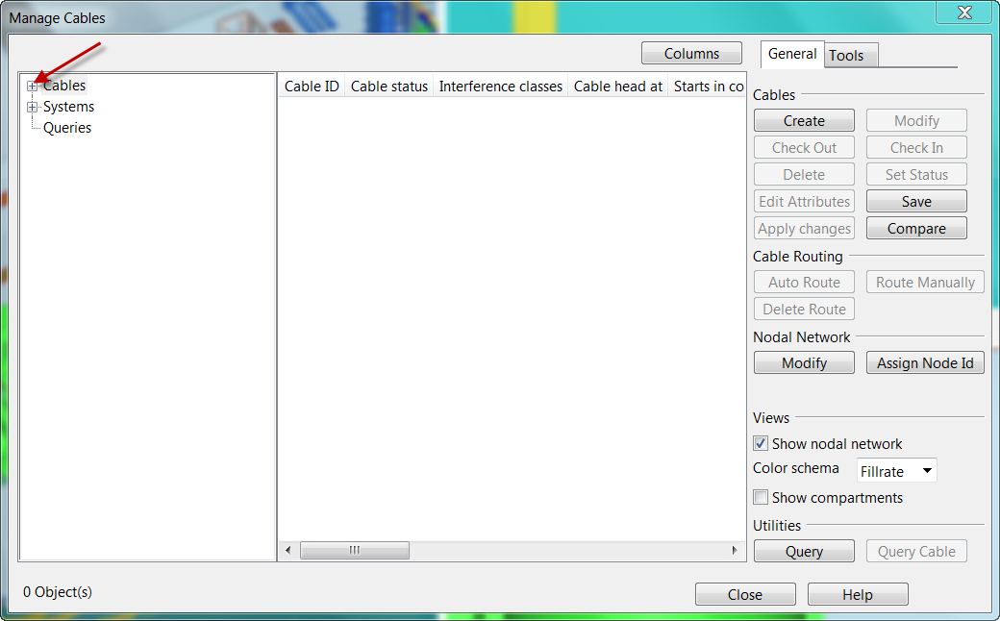 Manage Cables
Columns
General Tools
Cables
Systems
Queries
Cable ID Cable status Interference classes Cable head at Starts in co
Cables
Create Modify
Check Out Check In
Delete Set Status
Edit Attributes Save
Apply changes Compare
Cable Routing
Auto Route Route Manually
Delete Route
Nodal Network
Modify Assign Node Id
Views
Show nodal network
Color schema Fillrate
Show compartments
Utilities
Query Query Cable
0 Object(s)
Close Help